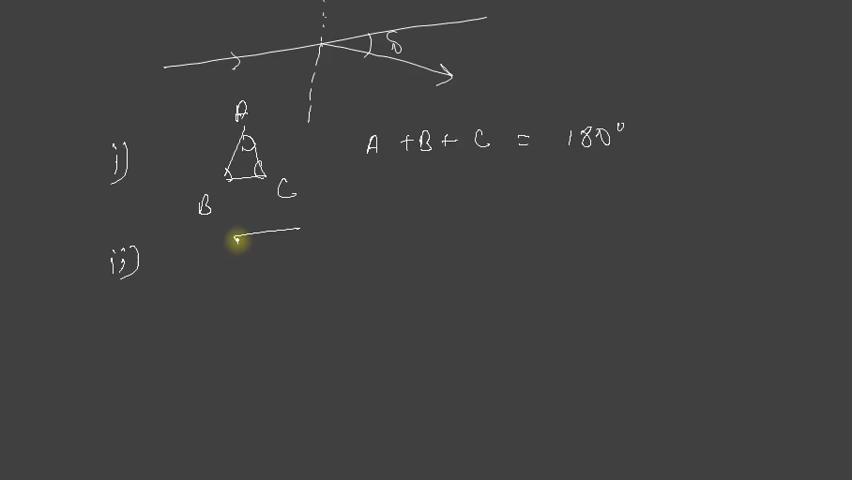 δ
i) A A + B + C = 180°
B C
ii)